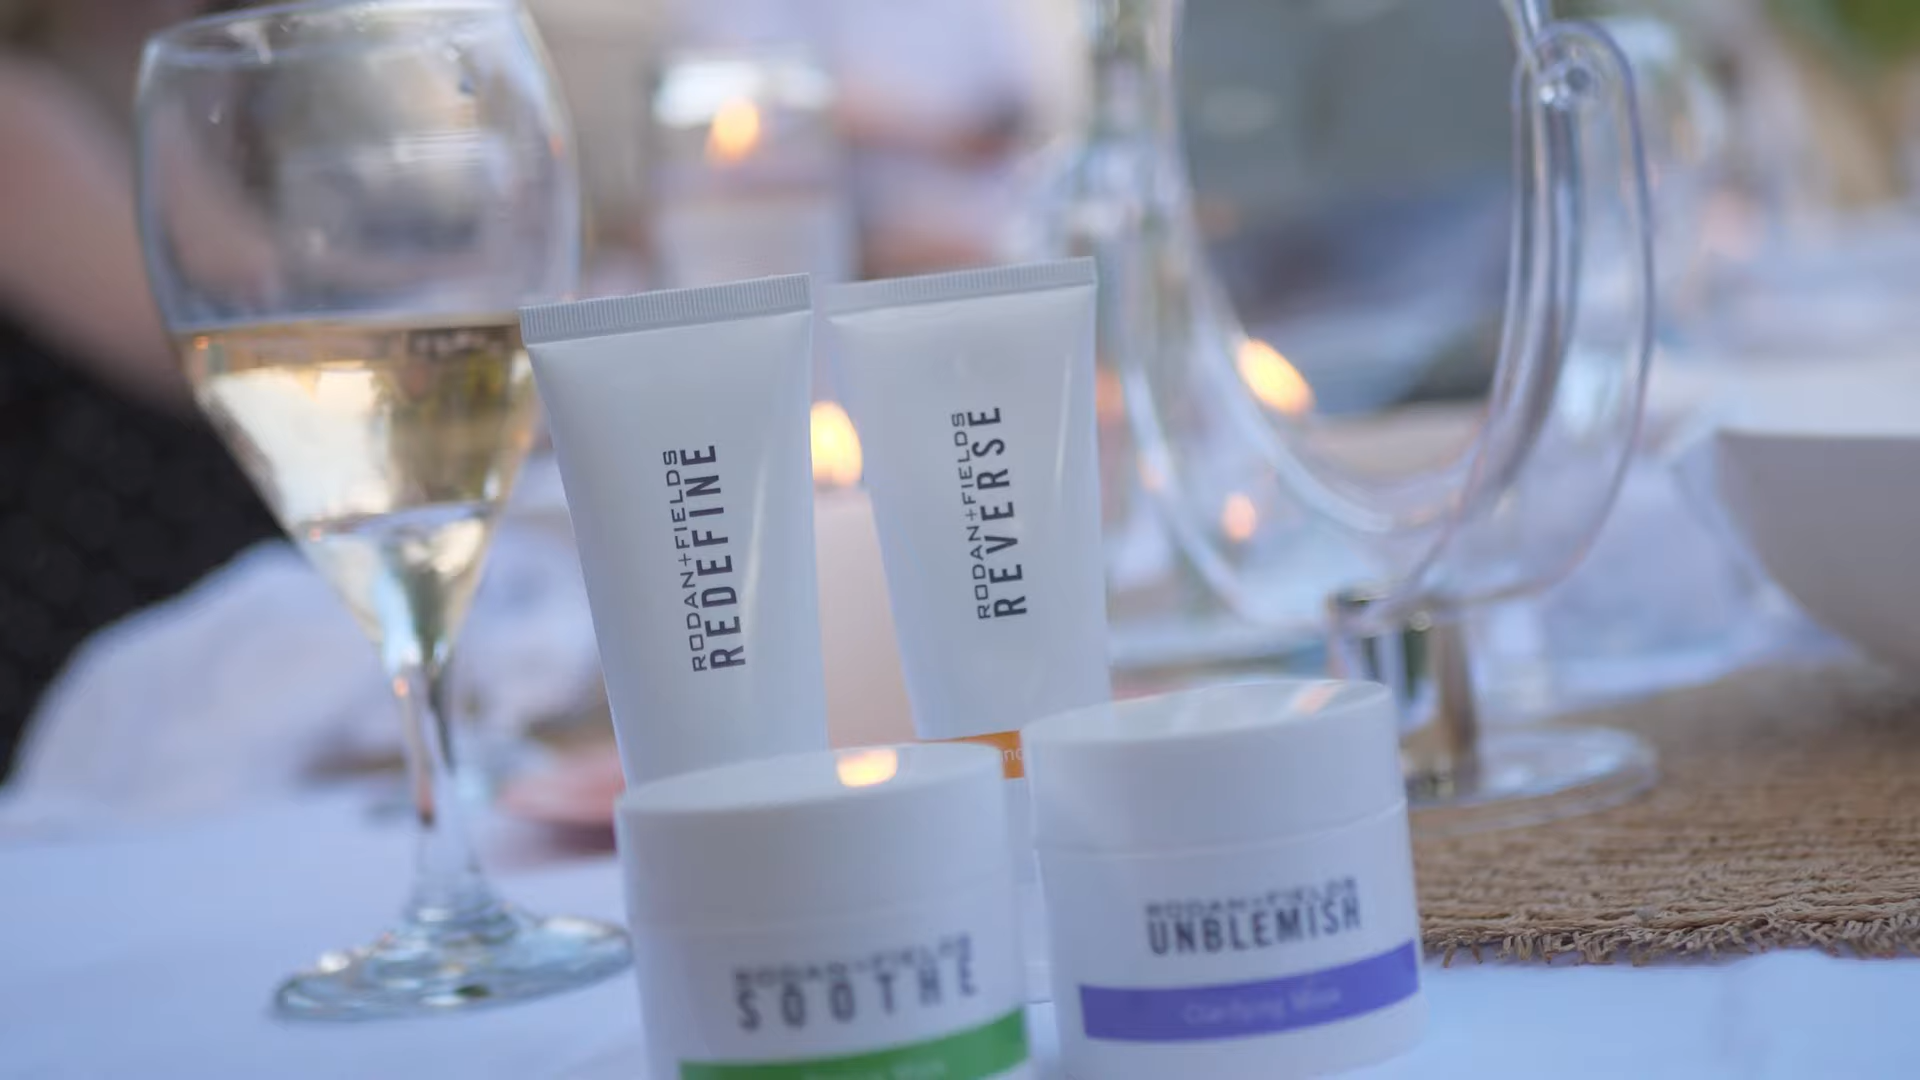 RODAN+FIELDS
REDEFINE
RODAN+FIELDS
REVERSE
RODAN+FIELDS
SOOTHE
RODAN+FIELDS
UNBLEMISH
Clarifying Mask